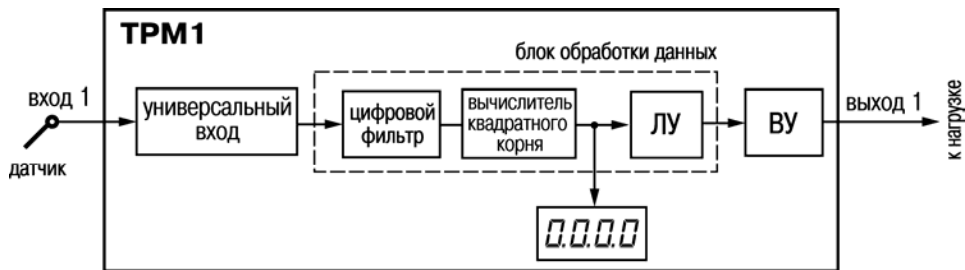 ТРМ1
блок обработки данных
вход 1
датчик
универсальный
вход
цифровой
фильтр
вычислитель
квадратного
корня
ЛУ
ВУ
выход 1
к нагрузке
0.0.0.0